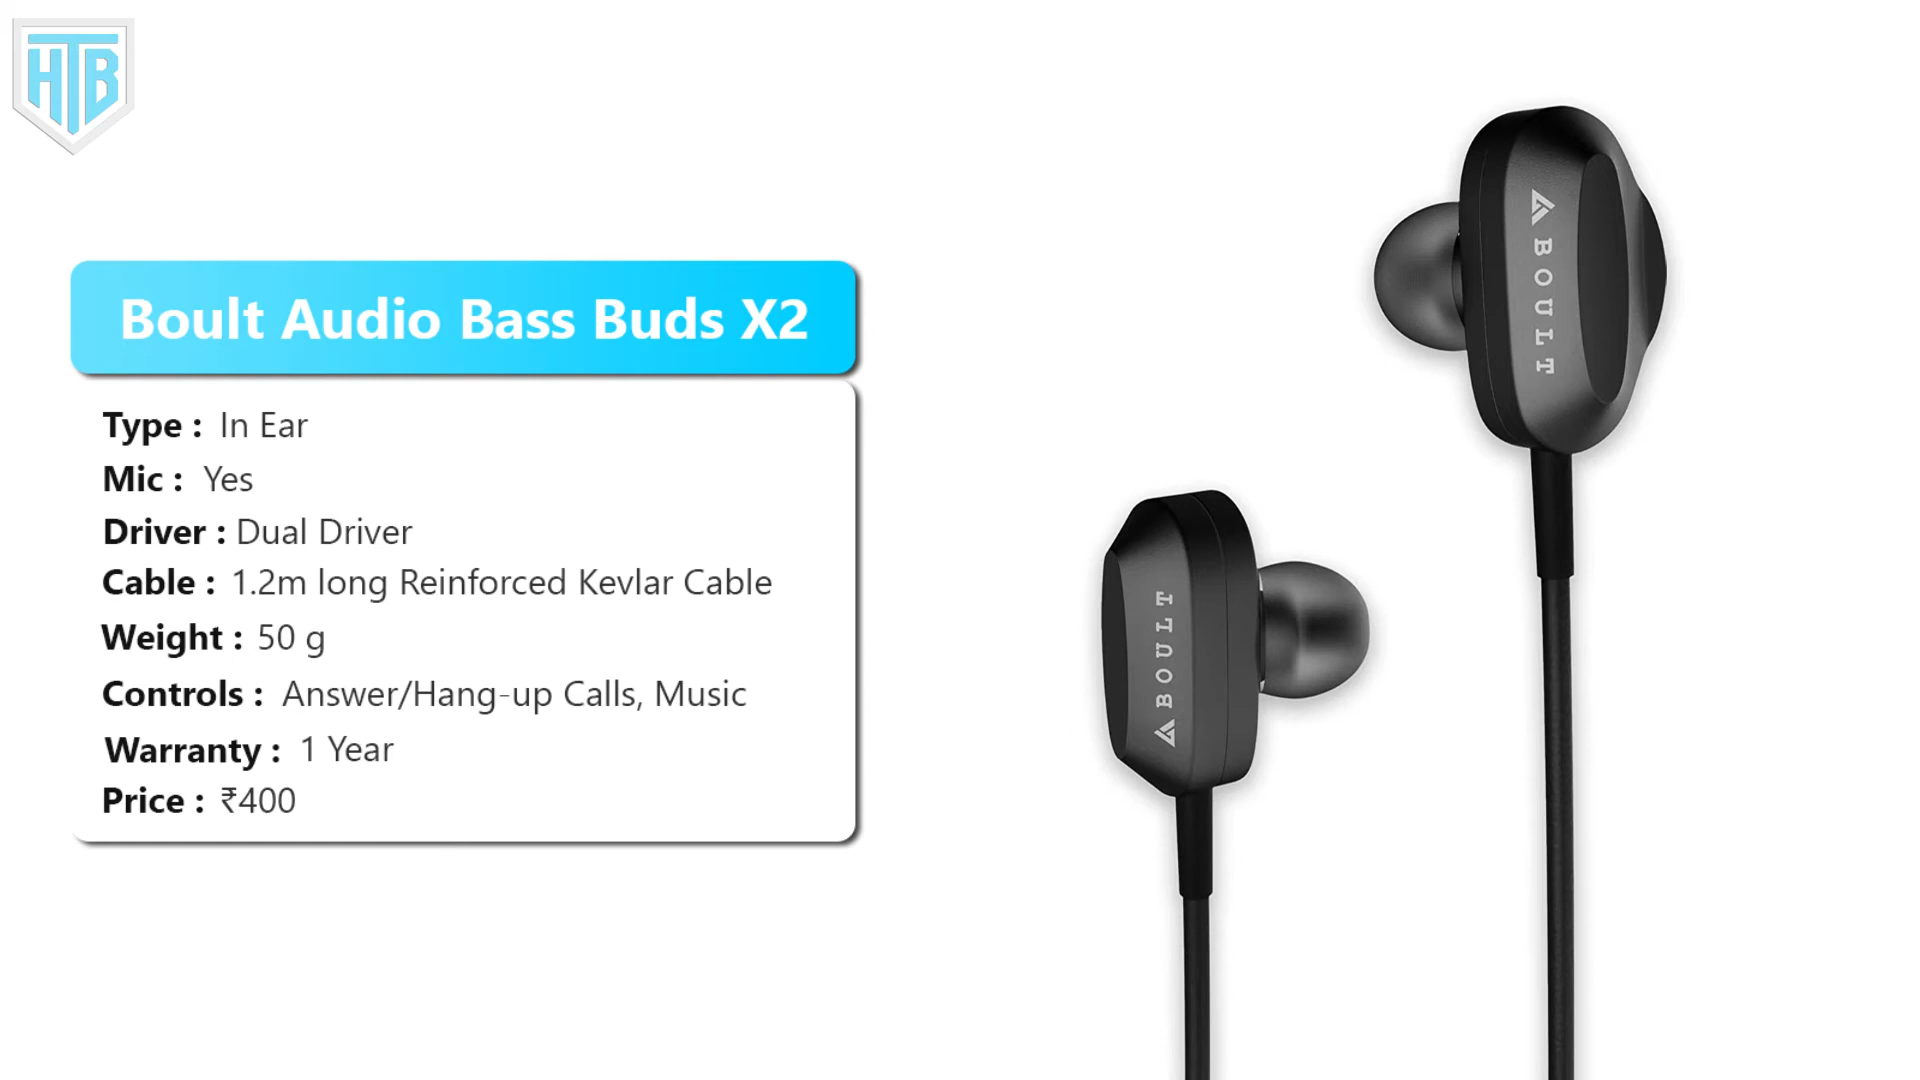 HTB
Boult Audio Bass Buds X2
Type : In Ear
Mic : Yes
Driver : Dual Driver
Cable : 1.2m long Reinforced Kevlar Cable
Weight : 50 g
Controls : Answer/Hang-up Calls, Music
Warranty : 1 Year
Price : ₹400
BOULT
BOULT